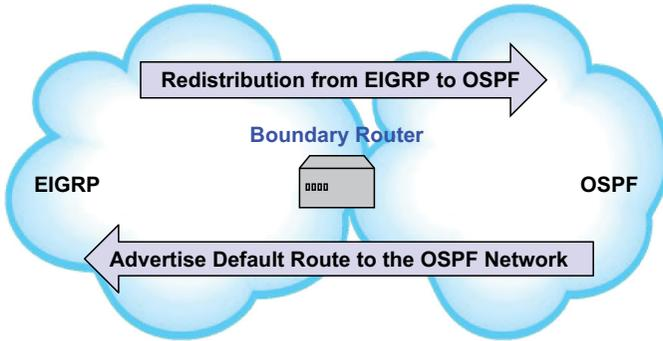 Redistribution from EIGRP to OSPF
Boundary Router
EIGRP
OSPF
Advertise Default Route to the OSPF Network